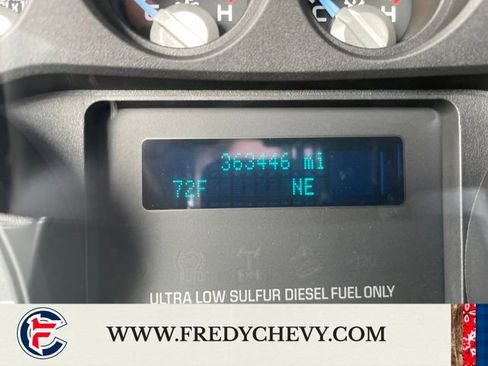 C H
C H
363446 mi
72F NE
ULTRA LOW SULFUR DIESEL FUEL ONLY
WWW.FREDYCHEVY.COM